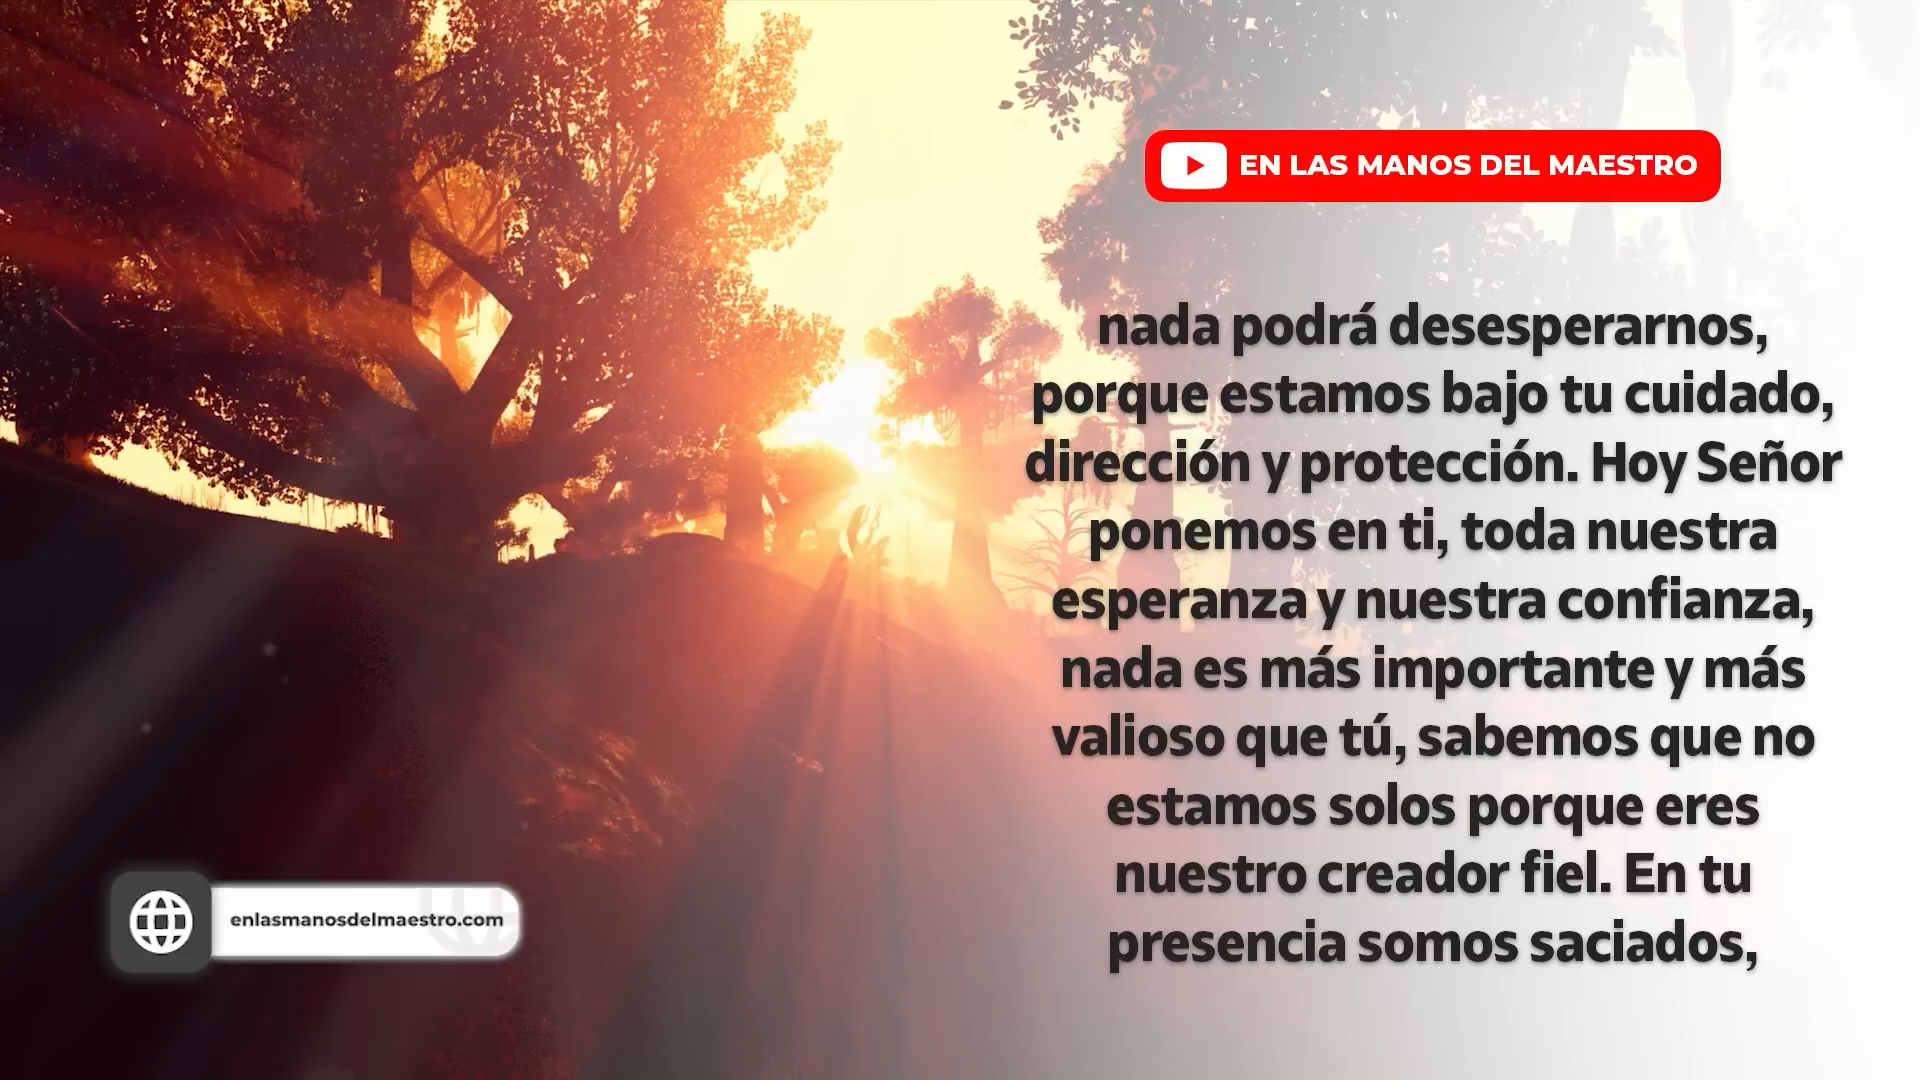 EN LAS MANOS DEL MAESTRO
nada podrá desesperarnos,
porque estamos bajo tu cuidado,
dirección y protección. Hoy Señor
ponemos en ti, toda nuestra
esperanza y nuestra confianza,
nada es más importante y más
valioso que tú, sabemos que no
estamos solos porque eres
nuestro creador fiel. En tu
presencia somos saciados,
enlasmanosdelmaestro.com